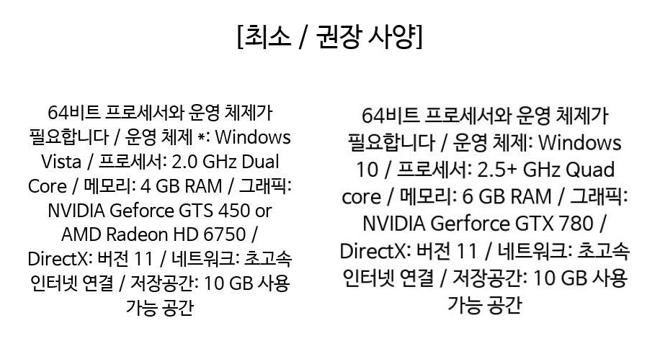 [최소 / 권장 사양]
64비트 프로세서와 운영 체제가
필요합니다 / 운영 체제 *: Windows
Vista / 프로세서: 2.0 GHz Dual
Core / 메모리: 4 GB RAM / 그래픽:
NVIDIA Geforce GTS 450 or
AMD Radeon HD 6750 /
DirectX: 버전 11 / 네트워크: 초고속
인터넷 연결 / 저장공간: 10 GB 사용
가능 공간
64비트 프로세서와 운영 체제가
필요합니다 / 운영 체제: Windows
10 / 프로세서: 2.5+ GHz Quad
core / 메모리: 6 GB RAM / 그래픽:
NVIDIA Gerforce GTX 780 /
DirectX: 버전 11 / 네트워크: 초고속
인터넷 연결 / 저장공간: 10 GB 사용
가능 공간